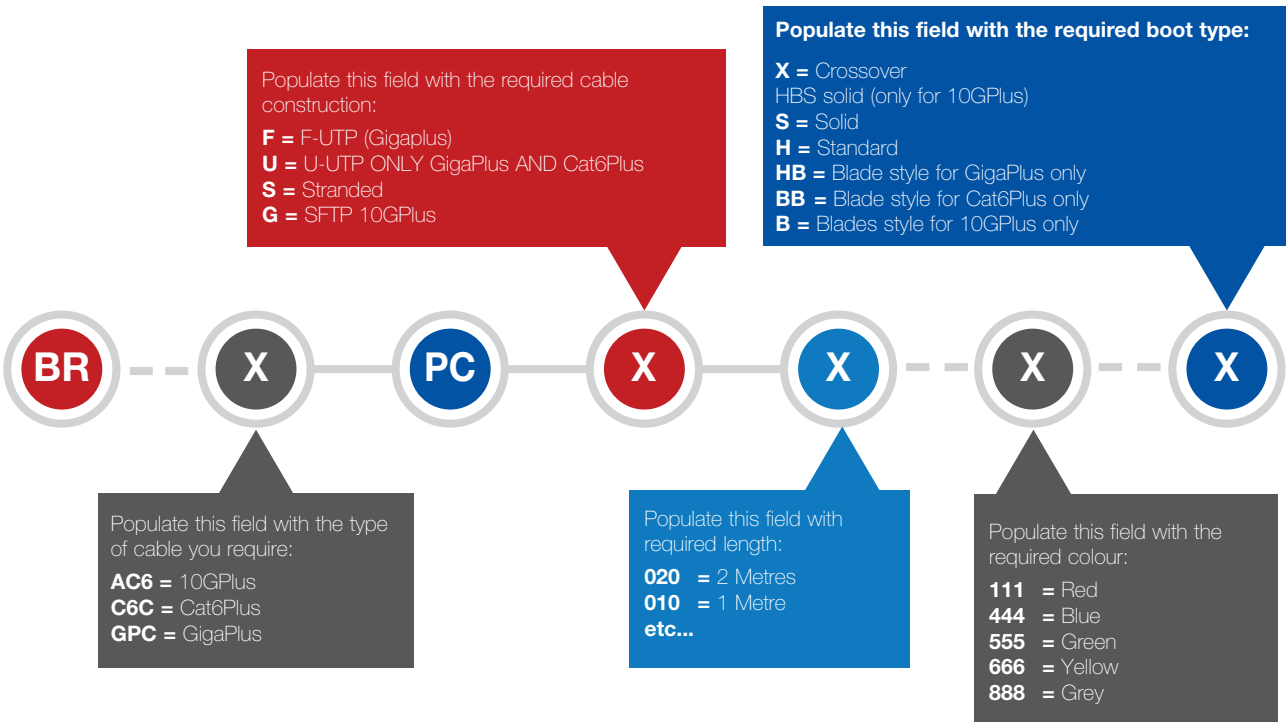 Populate this field with the required boot type:
X = Crossover
HBS solid (only for 10GPlus)
S = Solid
H = Standard
HB = Blade style for GigaPlus only
BB = Blade style for Cat6Plus only
B = Blades style for 10GPlus only
Populate this field with the required cable
construction:
F = F-UTP (Gigaplus)
U = U-UTP ONLY GigaPlus AND Cat6Plus
S = Stranded
G = SFTP 10GPlus
BR X PC X X X X
Populate this field with the type
of cable you require:
AC6 = 10GPlus
C6C = Cat6Plus
GPC = GigaPlus
Populate this field with
required length:
020 = 2 Metres
010 = 1 Metre
etc...
Populate this field with the
required colour:
111 = Red
444 = Blue
555 = Green
666 = Yellow
888 = Grey